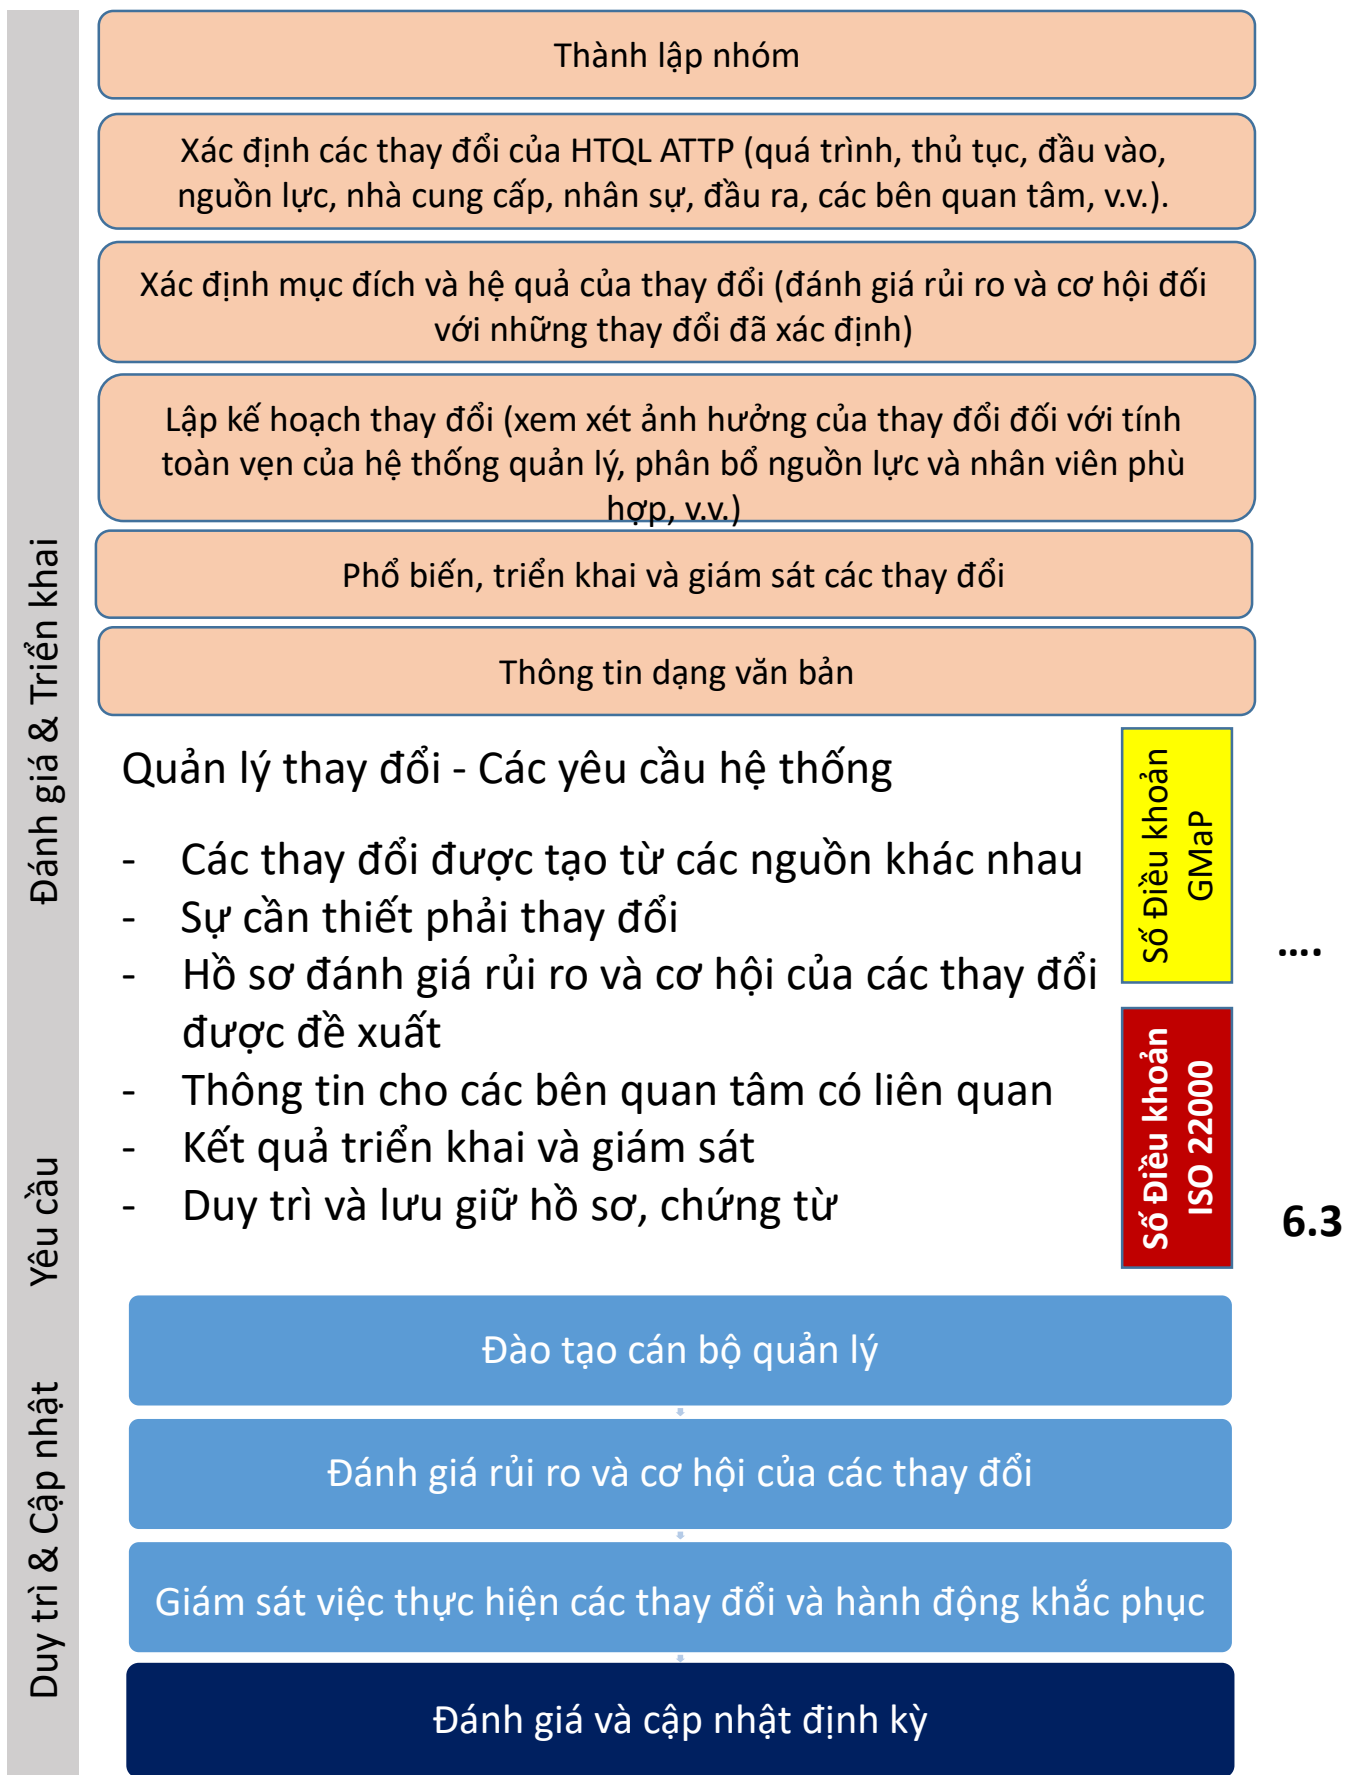 Thành lập nhóm
Xác định các thay đổi của HTQL ATTP (quá trình, thủ tục, đầu vào,
nguồn lực, nhà cung cấp, nhân sự, đầu ra, các bên quan tâm, v.v.).
Xác định mục đích và hệ quả của thay đổi (đánh giá rủi ro và cơ hội đối
với những thay đổi đã xác định)
Lập kế hoạch thay đổi (xem xét ảnh hưởng của thay đổi đối với tính
toàn vẹn của hệ thống quản lý, phân bổ nguồn lực và nhân viên phù
hợp, v.v.)
Phổ biến, triển khai và giám sát các thay đổi
Thông tin dạng văn bản
Đánh giá & Triển khai
Quản lý thay đổi - Các yêu cầu hệ thống
- Các thay đổi được tạo từ các nguồn khác nhau
- Sự cần thiết phải thay đổi
- Hồ sơ đánh giá rủi ro và cơ hội của các thay đổi
được đề xuất
- Thông tin cho các bên quan tâm có liên quan
- Kết quả triển khai và giám sát
- Duy trì và lưu giữ hồ sơ, chứng từ
Số Điều khoản
GMaP
....
Số Điều khoản
ISO 22000
6.3
Yêu cầu
Đào tạo cán bộ quản lý
Đánh giá rủi ro và cơ hội của các thay đổi
Giám sát việc thực hiện các thay đổi và hành động khắc phục
Đánh giá và cập nhật định kỳ
Duy trì & Cập nhật